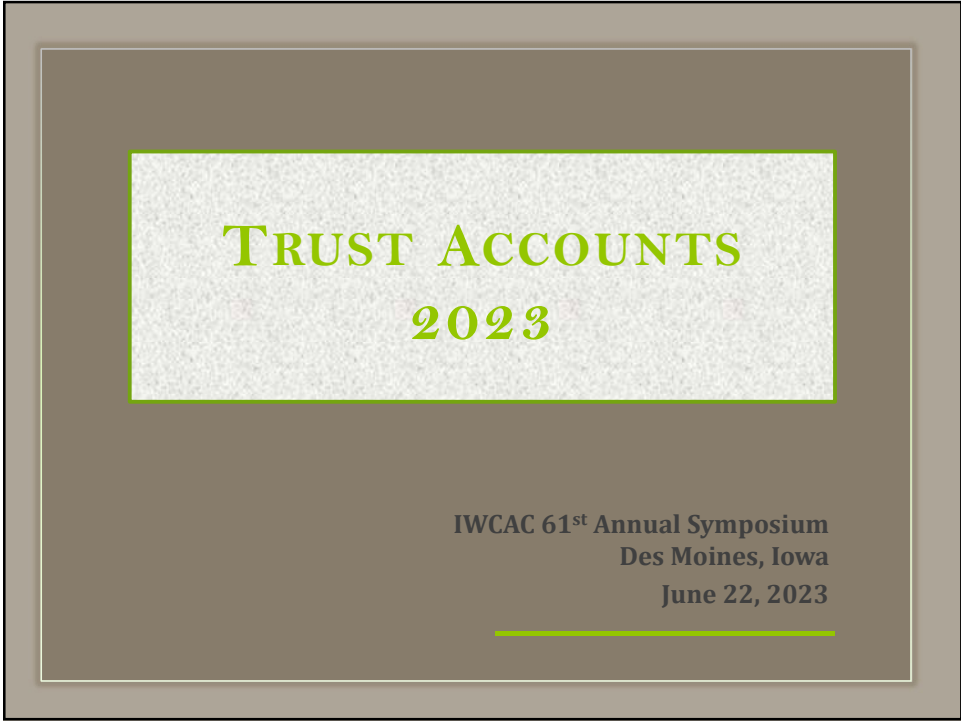 TRUST ACCOUNTS
2023
IWCAC 61st Annual Symposium
Des Moines, Iowa
June 22, 2023